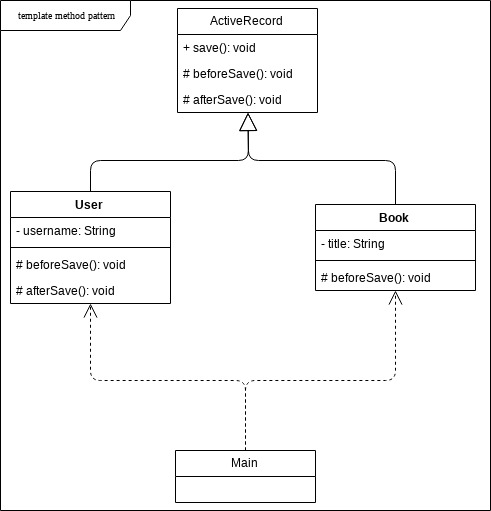 template method pattern
ActiveRecord
+ save(): void
# beforeSave(): void
# afterSave(): void
User
- username: String
# beforeSave(): void
# afterSave(): void
Book
- title: String
# beforeSave(): void
Main